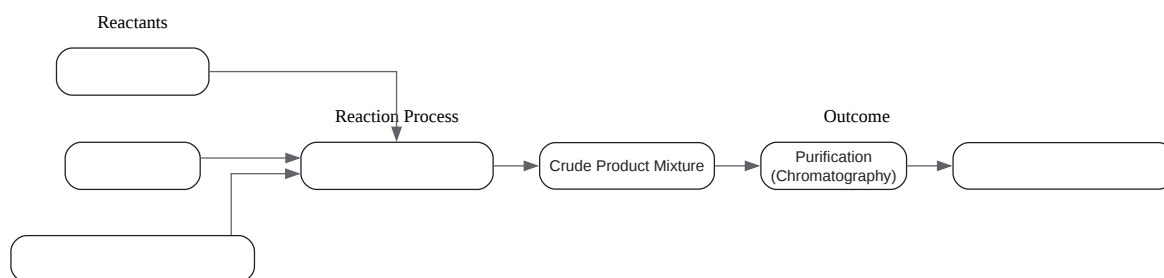 Reactants
Reaction Process
Outcome
Crude Product Mixture
Purification
(Chromatography)